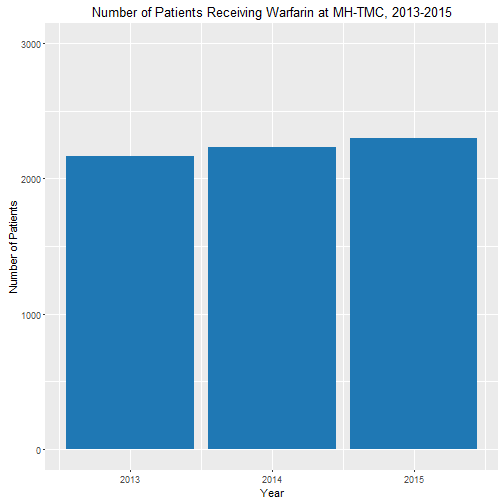 Number of Patients Receiving Warfarin at MH-TMC, 2013-2015
3000
2000
1000
0
Number of Patients
2013 2014 2015
Year